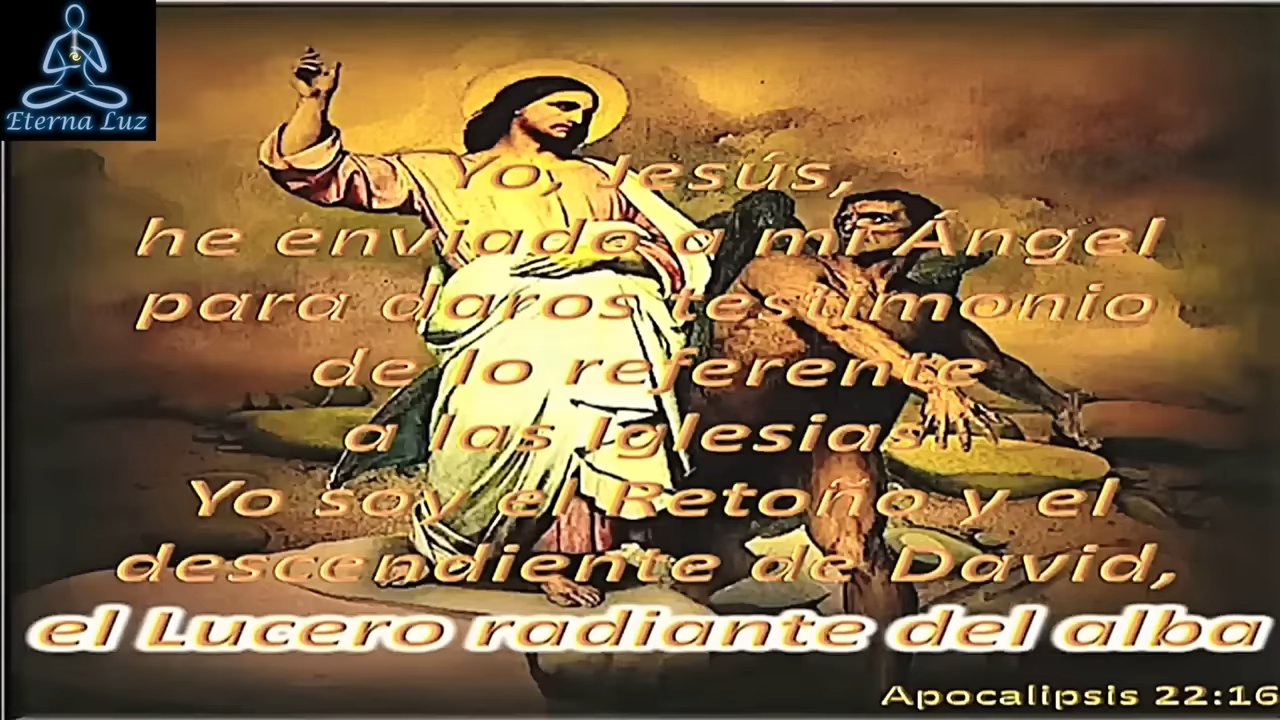 Eterna Luz
Yo, Jesús,
he enviado a mi Ángel
para daros testimonio
de lo referente
a las Iglesias
Yo soy el Retoño y el
descendiente de David,
el Lucero radiante del alba
Apocalipsis 22:16